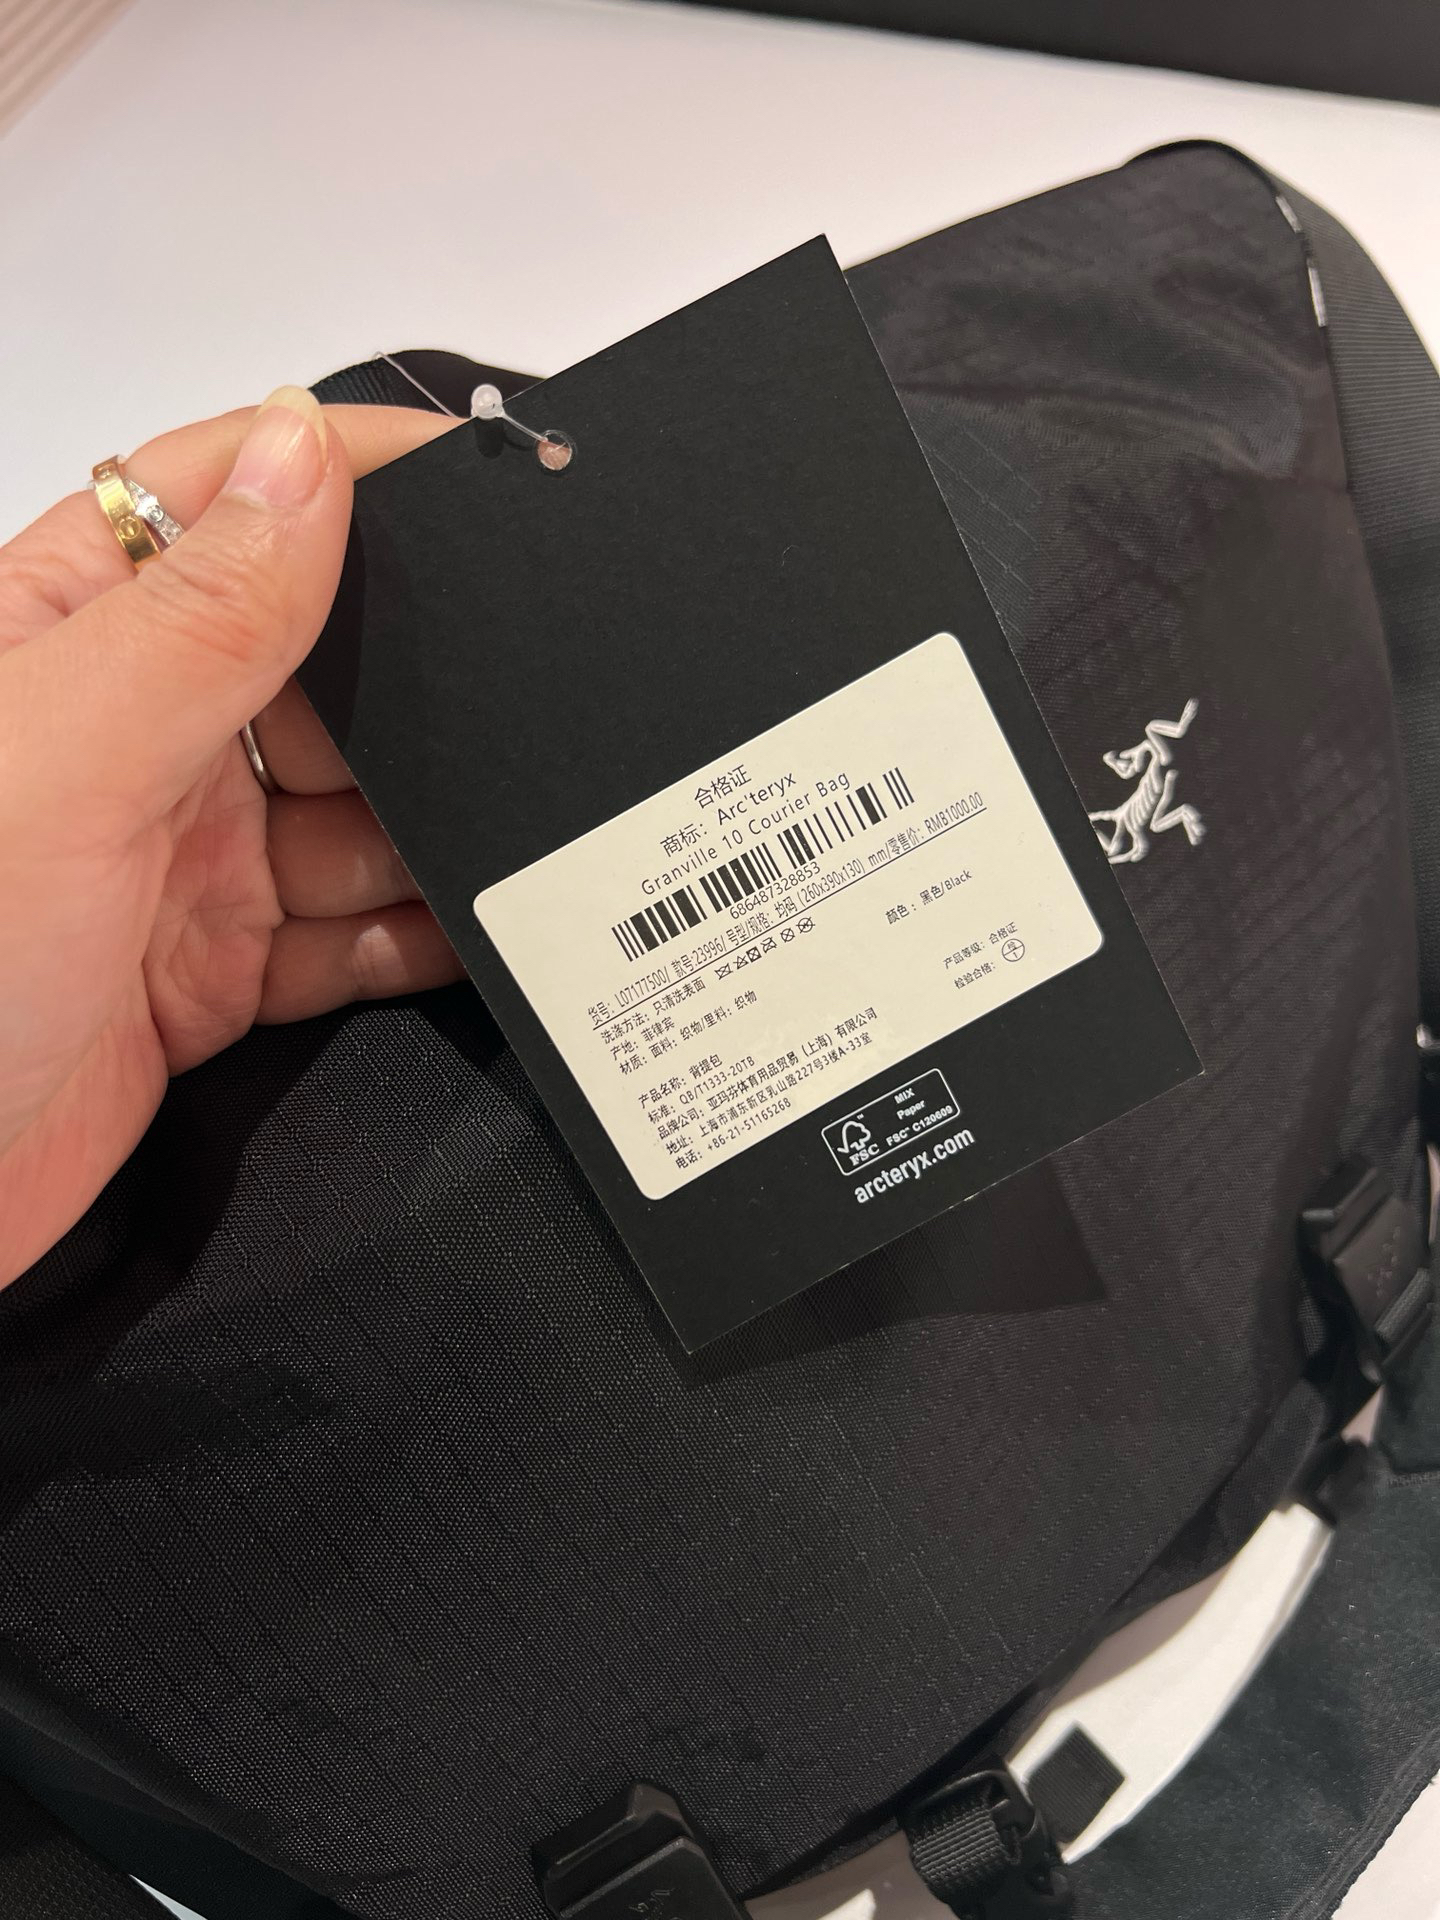 合格证
商标: Arc'teryx
Granville 10 Courier Bag
686487328853
货号: L07177500/ 款号:23996/ 号型/规格: 均码 (260x390x130) mm/零售价: RMB1000.00
洗涤方法: 只清洗表面
颜色: 黑色/Black
产地: 菲律宾
材质: 面料: 织物/里料: 织物
产品等级: 合格证
检验合格:
产品名称: 背提包
标准: QB/T1333-20TB
品牌公司: 亚玛芬体育用品贸易 (上海) 有限公司
地址: 上海市浦东新区乳山路227号3楼A-33室
电话: +86-21-51165268
FSC™
MIX
Paper
FSC™ C120609
arcteryx.com